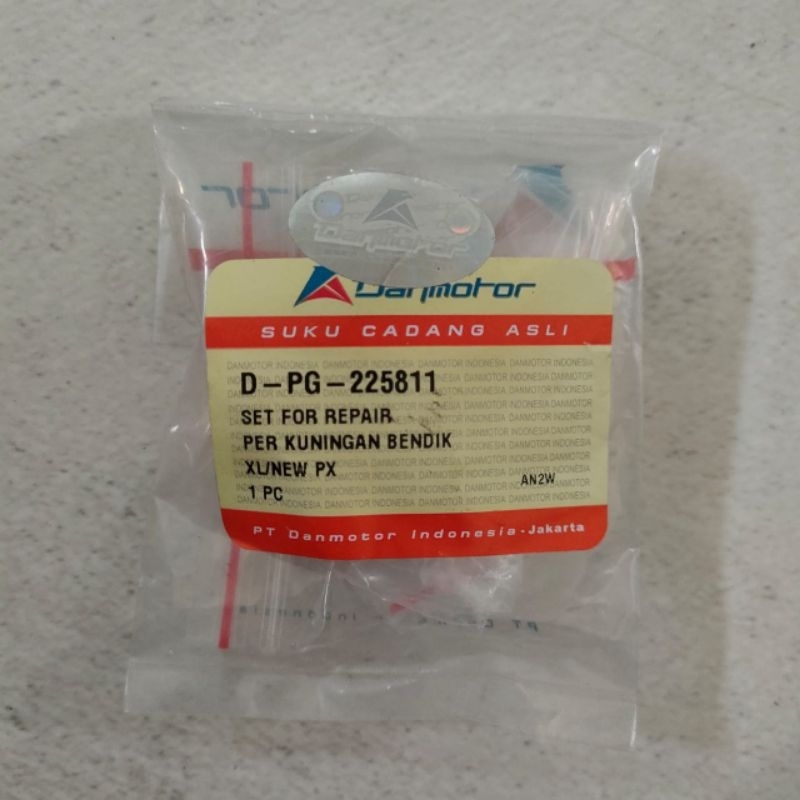 Danmotor
Danmotor
SUKU CADANG ASLI
D-PG-225811
SET FOR REPAIR
PER KUNINGAN BENDIK
XL/NEW PX
1 PC
AN2W
PT Danmotor Indonesia - Jakarta